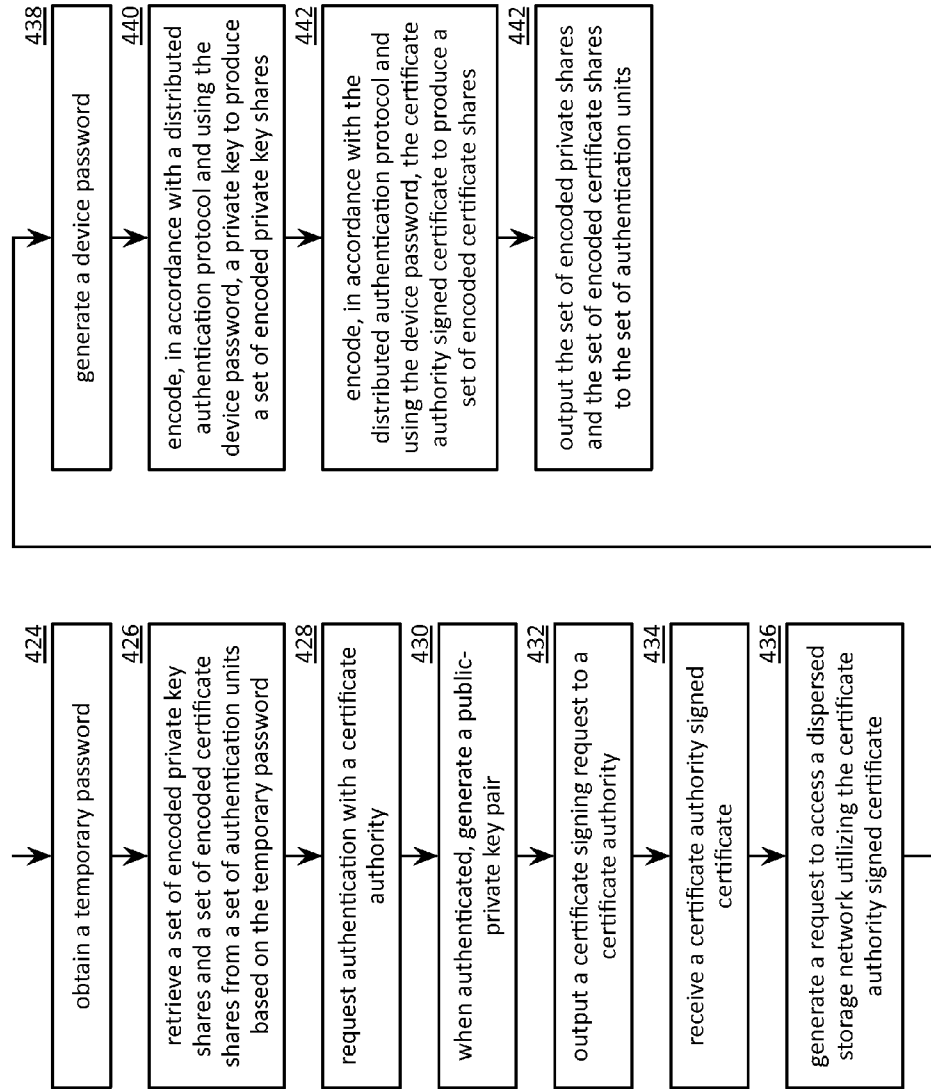 424
obtain a temporary password
426
retrieve a set of encoded private key
shares and a set of encoded certificate
shares from a set of authentication units
based on the temporary password
428
request authentication with a certificate
authority
430
when authenticated, generate a public-
private key pair
432
output a certificate signing request to a
certificate authority
434
receive a certificate authority signed
certificate
436
generate a request to access a dispersed
storage network utilizing the certificate
authority signed certificate
438
generate a device password
440
encode, in accordance with a distributed
authentication protocol and using the
device password, a private key to produce
a set of encoded private key shares
442
encode, in accordance with the
distributed authentication protocol and
using the device password, the certificate
authority signed certificate to produce a
set of encoded certificate shares
442
output the set of encoded private shares
and the set of encoded certificate shares
to the set of authentication units